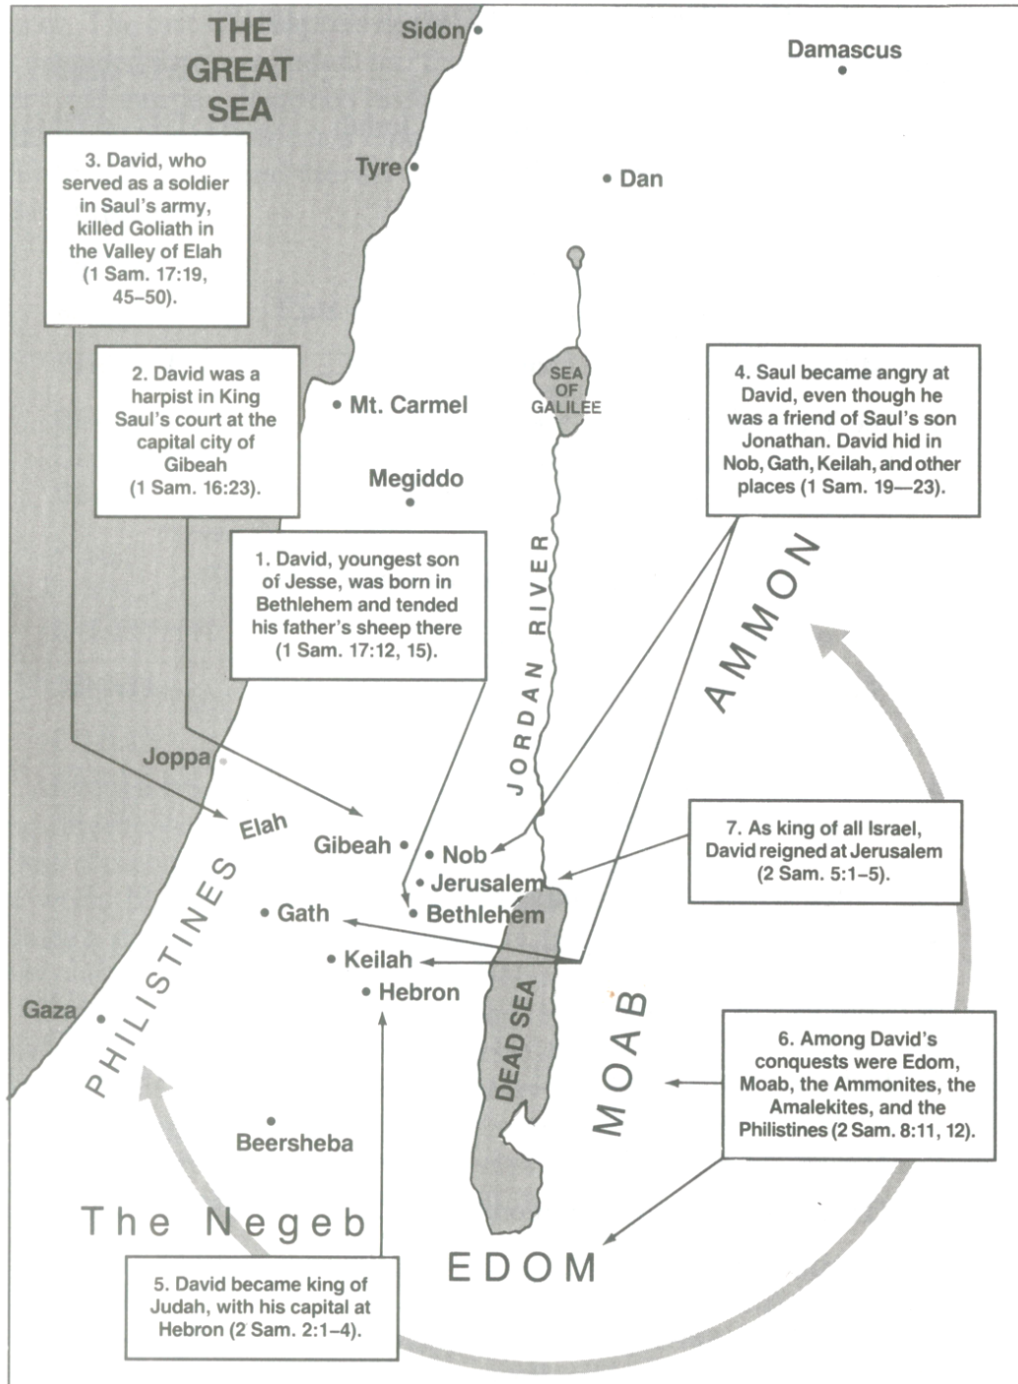 THE
GREAT
SEA
Sidon
Damascus
Tyre
Dan
3. David, who
served as a soldier
in Saul's army,
killed Goliath in
the Valley of Elah
(1 Sam. 17:19,
45–50).
2. David was a
harpist in King
Saul's court at the
capital city of
Gibeah
(1 Sam. 16:23).
SEA
OF
GALILEE
4. Saul became angry at
David, even though he
was a friend of Saul's son
Jonathan. David hid in
Nob, Gath, Keilah, and other
places (1 Sam. 19—23).
Mt. Carmel
Megiddo
1. David, youngest son
of Jesse, was born in
Bethlehem and tended
his father's sheep there
(1 Sam. 17:12, 15).
JORDAN RIVER
AMMON
Joppa
Elah
Gibeah
Nob
Jerusalem
Bethlehem
7. As king of all Israel,
David reigned at Jerusalem
(2 Sam. 5:1–5).
PHILISTINES
Gath
Keilah
Hebron
Gaza
DEAD SEA
MOAB
6. Among David's
conquests were Edom,
Moab, the Ammonites, the
Amalekites, and the
Philistines (2 Sam. 8:11, 12).
Beersheba
The Negeb
EDOM
5. David became king of
Judah, with his capital at
Hebron (2 Sam. 2:1–4).